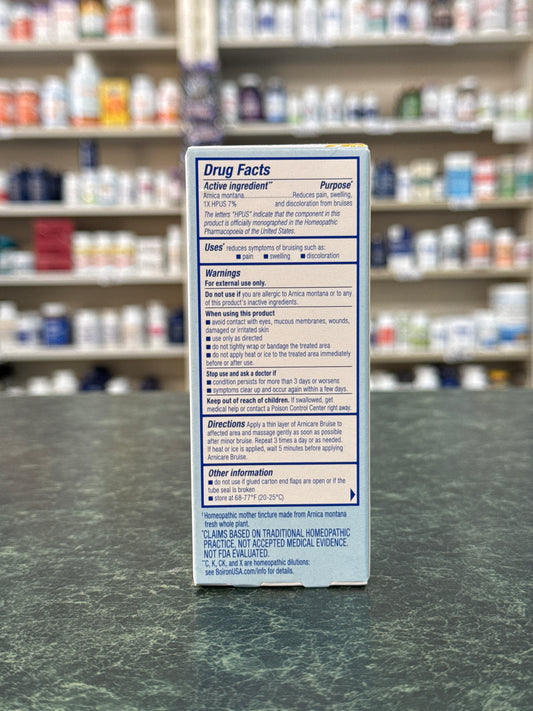 Drug Facts
Active ingredient** Purpose*
Arnica montana...................Reduces pain, swelling,
1X HPUS 7% and discoloration from bruises
The letters "HPUS" indicate that the component in this
product is officially monographed in the Homeopathic
Pharmacopoeia of the United States.
Uses* reduces symptoms of bruising such as:
■ pain ■ swelling ■ discoloration
Warnings
For external use only.
Do not use if you are allergic to Arnica montana or to any
of this product's inactive ingredients.
When using this product
■ avoid contact with eyes, mucous membranes, wounds,
damaged or irritated skin
■ use only as directed
■ do not tightly wrap or bandage the treated area
■ do not apply heat or ice to the treated area immediately
before or after use.
Stop use and ask a doctor if
■ condition persists for more than 3 days or worsens
■ symptoms clear up and occur again within a few days.
Keep out of reach of children. If swallowed, get
medical help or contact a Poison Control Center right away.
Directions Apply a thin layer of Arnicare Bruise to
affected area and massage gently as soon as possible
after minor bruise. Repeat 3 times a day or as needed.
If heat or ice is applied, wait 5 minutes before applying
Arnicare Bruise.
Other information
■ do not use if glued carton end flaps are open or if the
tube seal is broken
■ store at 68-77°F (20-25°C)
† Homeopathic mother tincture made from Arnica montana
fresh whole plant.
*CLAIMS BASED ON TRADITIONAL HOMEOPATHIC
PRACTICE, NOT ACCEPTED MEDICAL EVIDENCE.
NOT FDA EVALUATED.
**C, K, CK, and X are homeopathic dilutions:
see BoironUSA.com/info for details.